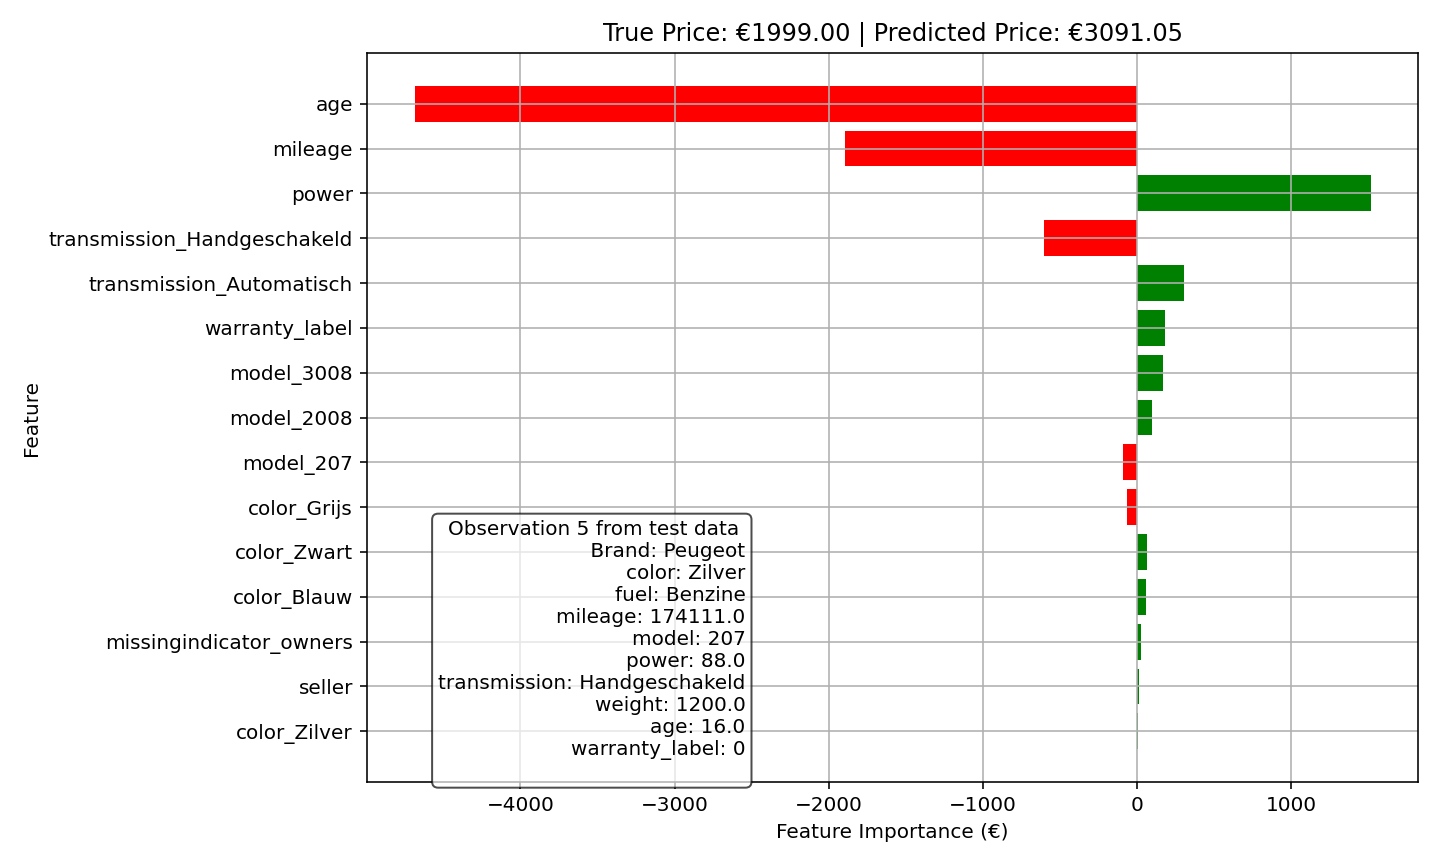 True Price: €1999.00 | Predicted Price: €3091.05
age
mileage
power
transmission_Handgeschakeld
transmission_Automatisch
warranty_label
model_3008
model_2008
model_207
color_Grijs
color_Zwart
color_Blauw
missingindicator_owners
seller
color_Zilver
Feature
Observation 5 from test data
Brand: Peugeot
color: Zilver
fuel: Benzine
mileage: 174111.0
model: 207
power: 88.0
transmission: Handgeschakeld
weight: 1200.0
age: 16.0
warranty_label: 0
−4000 −3000 −2000 −1000 0 1000
Feature Importance (€)